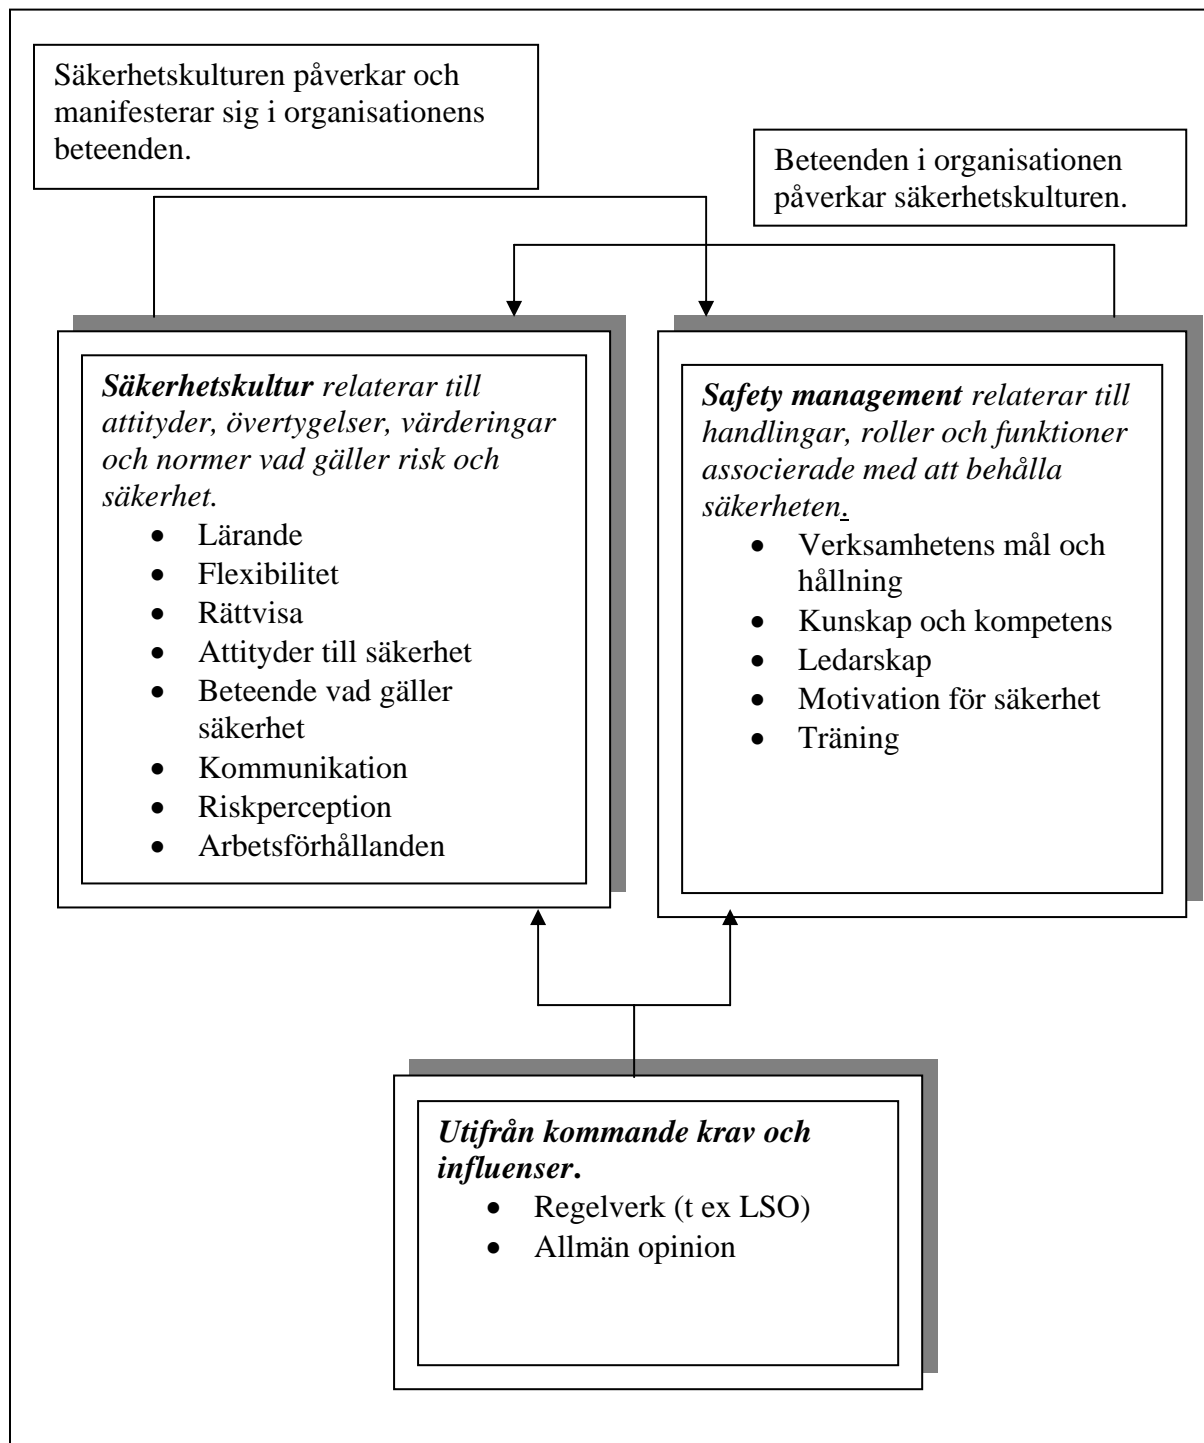 Säkerhetskulturen påverkar och
manifesterar sig i organisationens
beteenden.
Beteenden i organisationen
påverkar säkerhetskulturen.
Säkerhetskultur relaterar till
attityder, övertygelser, värderingar
och normer vad gäller risk och
säkerhet.
• Lärande
• Flexibilitet
• Rättvisa
• Attityder till säkerhet
• Beteende vad gäller
säkerhet
• Kommunikation
• Riskperception
• Arbetsförhållanden
Safety management relaterar till
handlingar, roller och funktioner
associerade med att behålla
säkerheten.
• Verksamhetens mål och
hållning
• Kunskap och kompetens
• Ledarskap
• Motivation för säkerhet
• Träning
Utifrån kommande krav och
influenser.
• Regelverk (t ex LSO)
• Allmän opinion